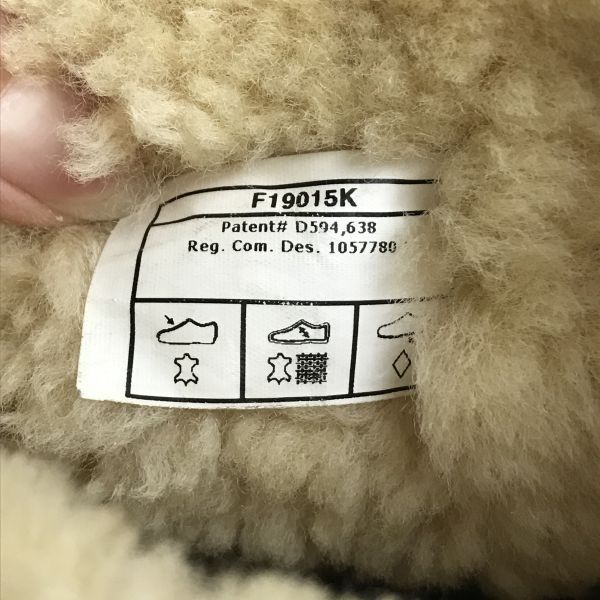 F19015K
Patent# D594,638
Reg. Com. Des. 1057780